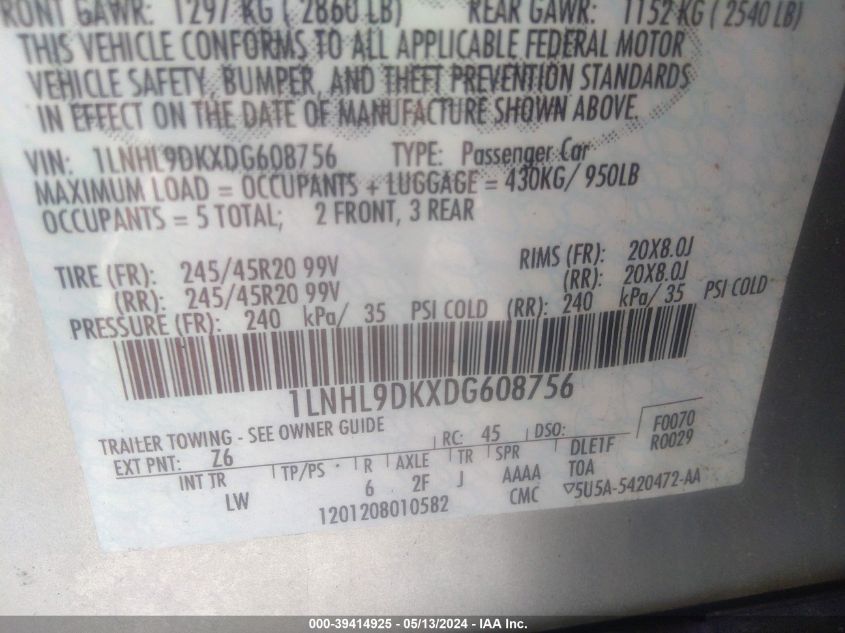 RONT GAWR: 1297 KG ( 2860 LB) REAR GAWR: 1152 KG ( 2540 LB)
THIS VEHICLE CONFORMS TO ALL APPLICABLE FEDERAL MOTOR
VEHICLE SAFETY, BUMPER, AND THEFT PREVENTION STANDARDS
IN EFFECT ON THE DATE OF MANUFACTURE SHOWN ABOVE.
VIN: 1LNHL9DKXDG608756 TYPE: Passenger Car
MAXIMUM LOAD = OCCUPANTS + LUGGAGE = 430KG/ 950LB
OCCUPANTS = 5 TOTAL; 2 FRONT, 3 REAR
TIRE (FR): 245/45R20 99V RIMS (FR): 20X8.0J
(RR): 245/45R20 99V (RR): 20X8.0J
PRESSURE (FR): 240 kPa/ 35 PSI COLD (RR): 240 kPa/ 35 PSI COLD
1LNHL9DKXDG608756
TRAILER TOWING - SEE OWNER GUIDE F0070
EXT PNT: Z6 RC: 45 DSO: R0029
INT TR TP/PS R AXLE TR SPR DLE1F
LW 6 2F J AAAA TOA
1201208010582 CMC ▽5U5A-5420472-AA
000-39414925 - 05/13/2024 - IAA Inc.